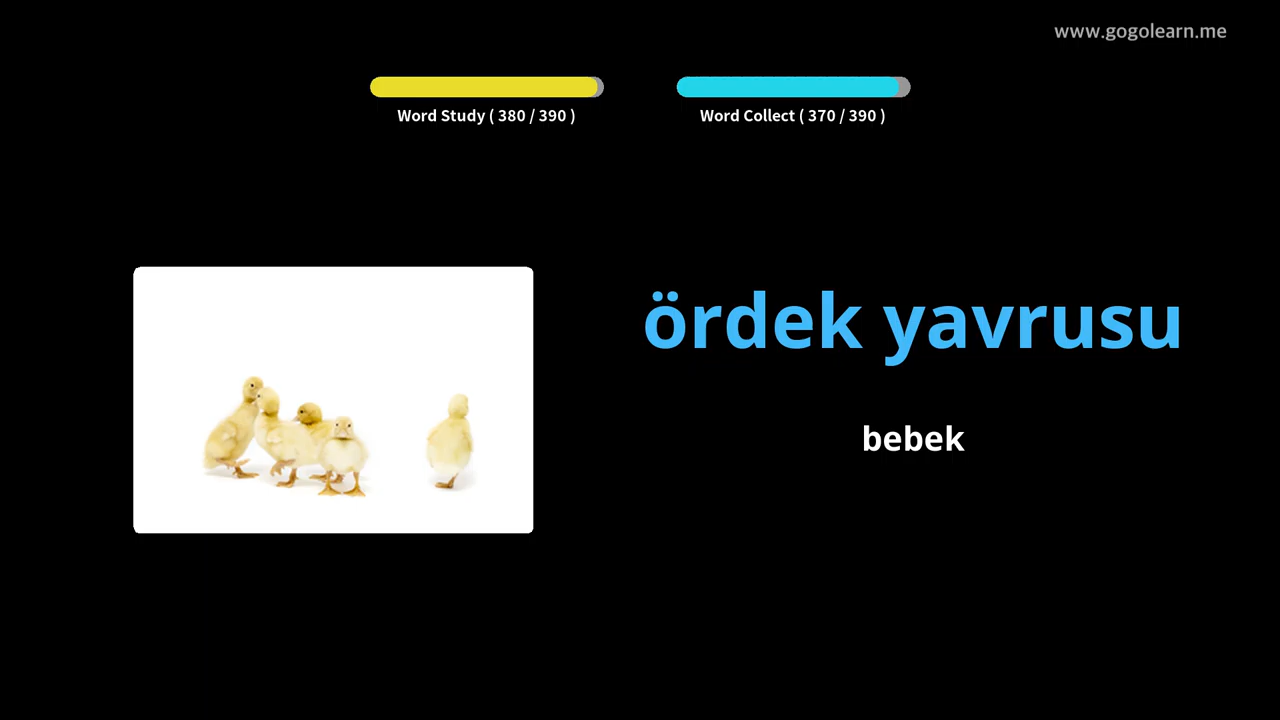 www.gogolearn.me
Word Study ( 380 / 390 )
Word Collect ( 370 / 390 )
ördek yavrusu
bebek